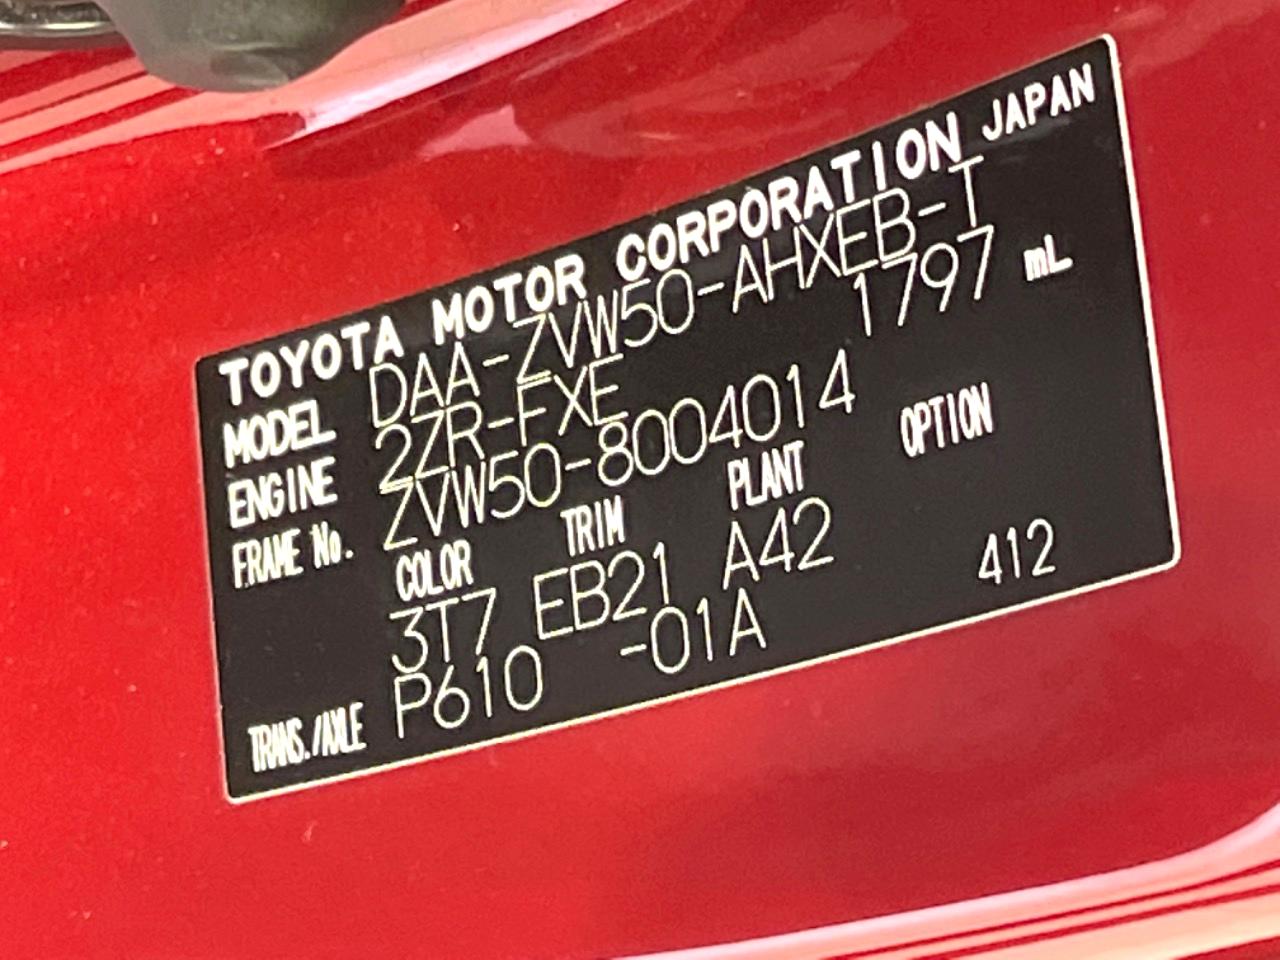 TOYOTA MOTOR CORPORATION JAPAN
MODEL DAA-ZVW50-AHXEB-T
ENGINE 2ZR-FXE 1797 mL
FRAME No. ZVW50-8004014
COLOR TRIM PLANT OPTION
3T7 EB21 A42 412
TRANS./AXLE P610 -01A